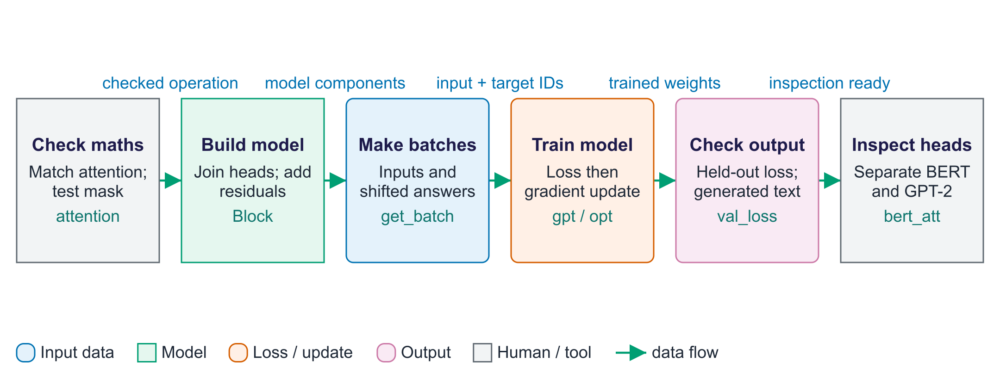 checked operation
model components
input + target IDs
trained weights
inspection ready
Check maths
Match attention;
test mask
attention
Build model
Join heads; add
residuals
Block
Make batches
Inputs and
shifted answers
get_batch
Train model
Loss then
gradient update
gpt / opt
Check output
Held-out loss;
generated text
val_loss
Inspect heads
Separate BERT
and GPT-2
bert_att
Input data
Model
Loss / update
Output
Human / tool
data flow